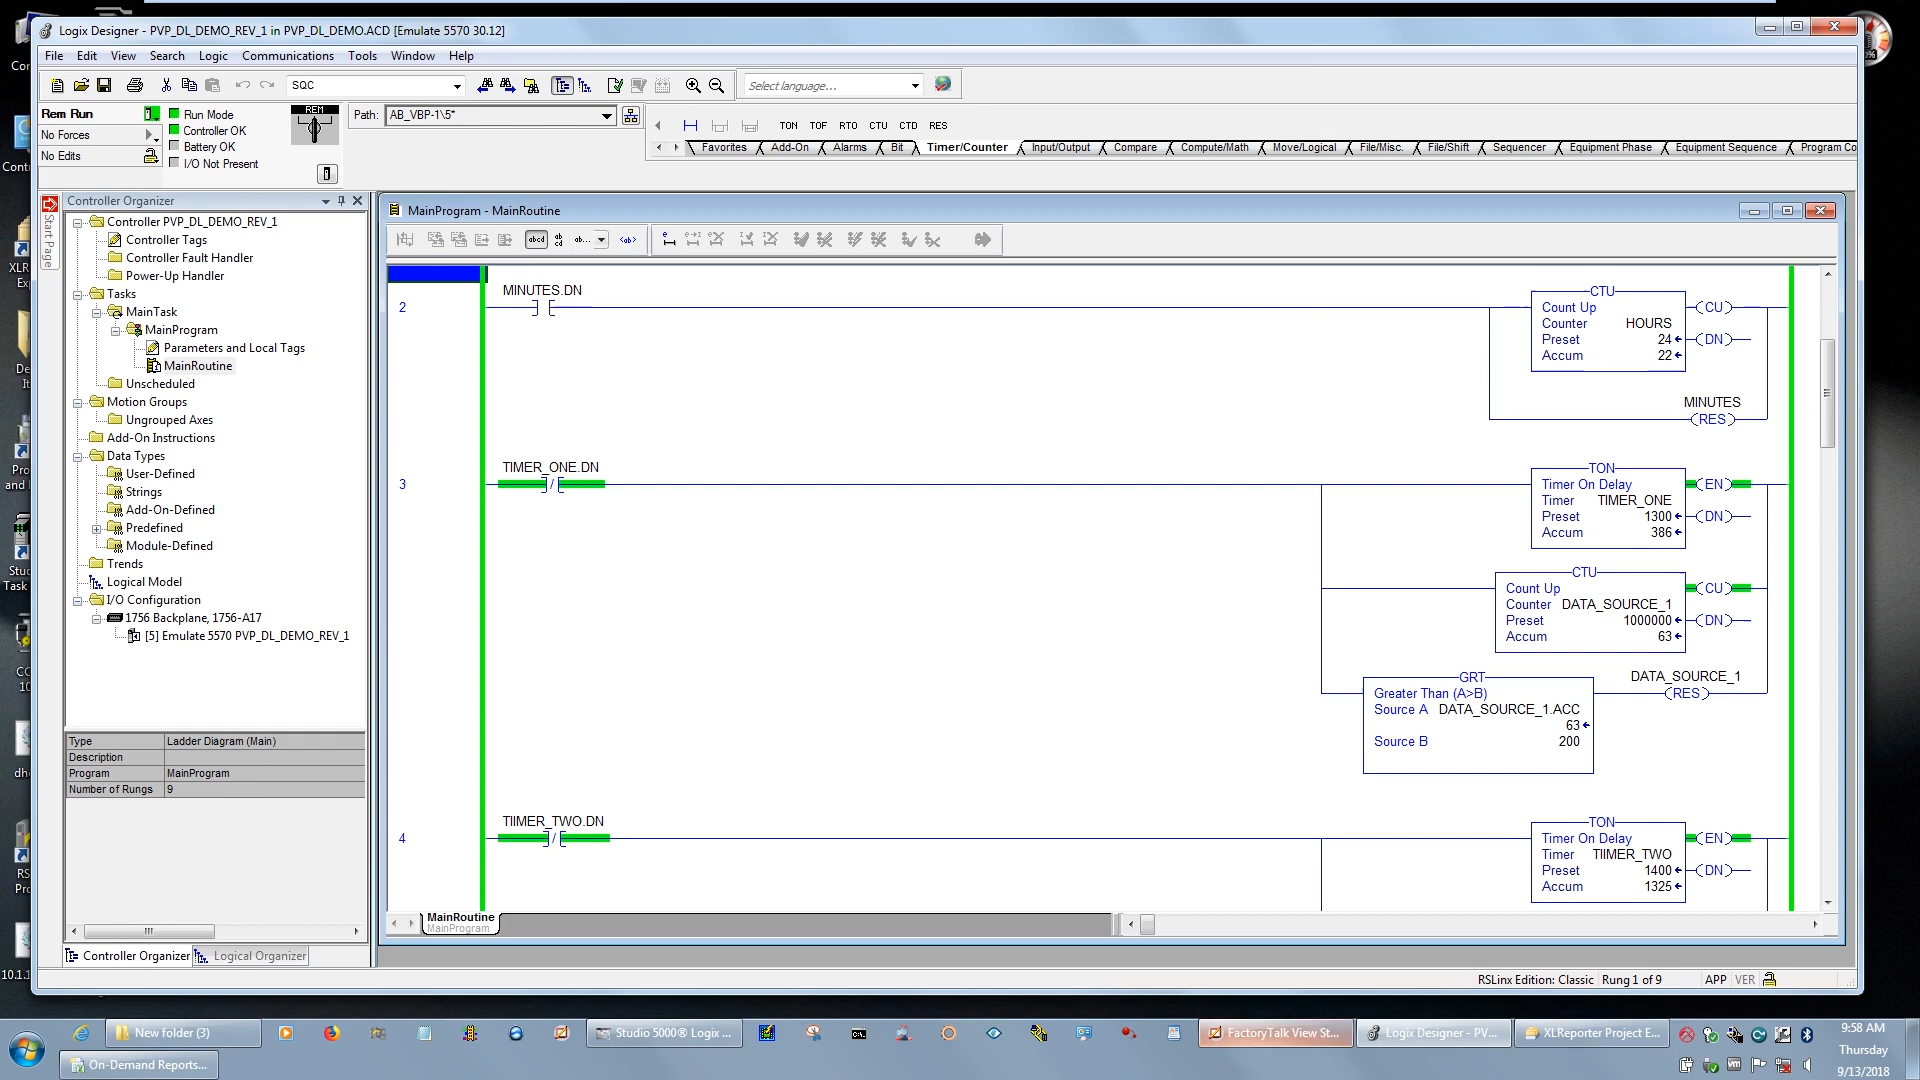 Logix Designer - PVP_DL_DEMO_REV_1 in PVP_DL_DEMO.ACD [Emulate 5570 30.12]
File Edit View Search Logic Communications Tools Window Help
SQC
Select language...
Rem Run
No Forces
No Edits
Run Mode
Controller OK
Battery OK
I/O Not Present
REM
Path: AB_VBP-1\5*
TON TOF RTO CTU CTD RES
Favorites Add-On Alarms Bit Timer/Counter Input/Output Compare Compute/Math Move/Logical File/Misc. File/Shift Sequencer Equipment Phase Equipment Sequence Program Co
Start Page
Controller Organizer
Controller PVP_DL_DEMO_REV_1
Controller Tags
Controller Fault Handler
Power-Up Handler
Tasks
MainTask
MainProgram
Parameters and Local Tags
MainRoutine
Unscheduled
Motion Groups
Ungrouped Axes
Add-On Instructions
Data Types
User-Defined
Strings
Add-On-Defined
Predefined
Module-Defined
Trends
Logical Model
I/O Configuration
1756 Backplane, 1756-A17
[5] Emulate 5570 PVP_DL_DEMO_REV_1
Type Ladder Diagram (Main)
Description
Program MainProgram
Number of Rungs 9
Controller Organizer Logical Organizer
MainProgram - MainRoutine
abcd ab... <ab>
2
MINUTES.DN
CTU
Count Up
Counter HOURS
Preset 24
Accum 22
CU
DN
MINUTES
RES
3
TIMER_ONE.DN
TON
Timer On Delay
Timer TIMER_ONE
Preset 1300
Accum 386
EN
DN
CTU
Count Up
Counter DATA_SOURCE_1
Preset 1000000
Accum 63
CU
DN
GRT
Greater Than (A>B)
Source A DATA_SOURCE_1.ACC
63
Source B 200
DATA_SOURCE_1
RES
4
TIIMER_TWO.DN
TON
Timer On Delay
Timer TIIMER_TWO
Preset 1400
Accum 1325
EN
DN
MainRoutine
MainProgram
RSLinx Edition: Classic Rung 1 of 9 APP VER
New folder (3)
Studio 5000® Logix ...
FactoryTalk View St...
Logix Designer - PV...
XLReporter Project E...
On-Demand Reports...
9:58 AM
Thursday
9/13/2018